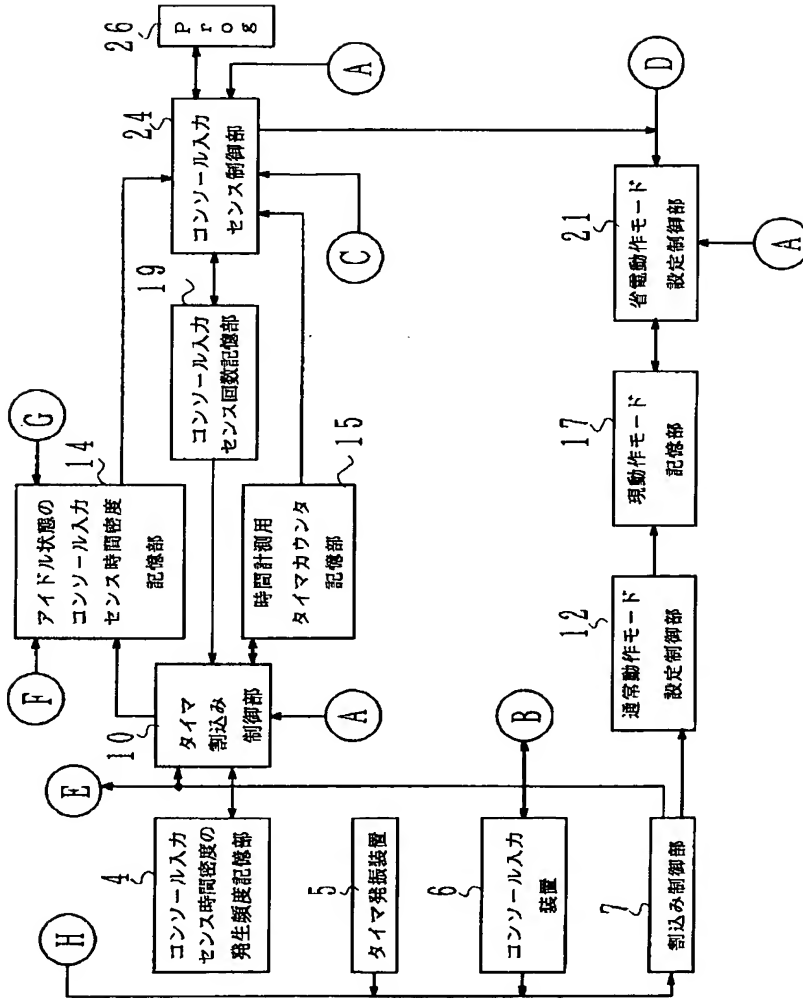 H
4
コンソール入力
センス時間密度の
発生頻度記憶部
5
タイマ発振装置
6
コンソール入力
装置
7
割込み制御部
E
B
10
タイマ
割込み
制御部
A
F
G
14
アイドル状態の
コンソール入力
センス時間密度
記憶部
19
コンソール入力
センス回数記憶部
15
時間計測用
タイマカウンタ
記憶部
12
通常動作モード
設定制御部
17
現動作モード
記憶部
24
コンソール入力
センス制御部
26
Prog
A
C
21
省電動作モード
設定制御部
D
A